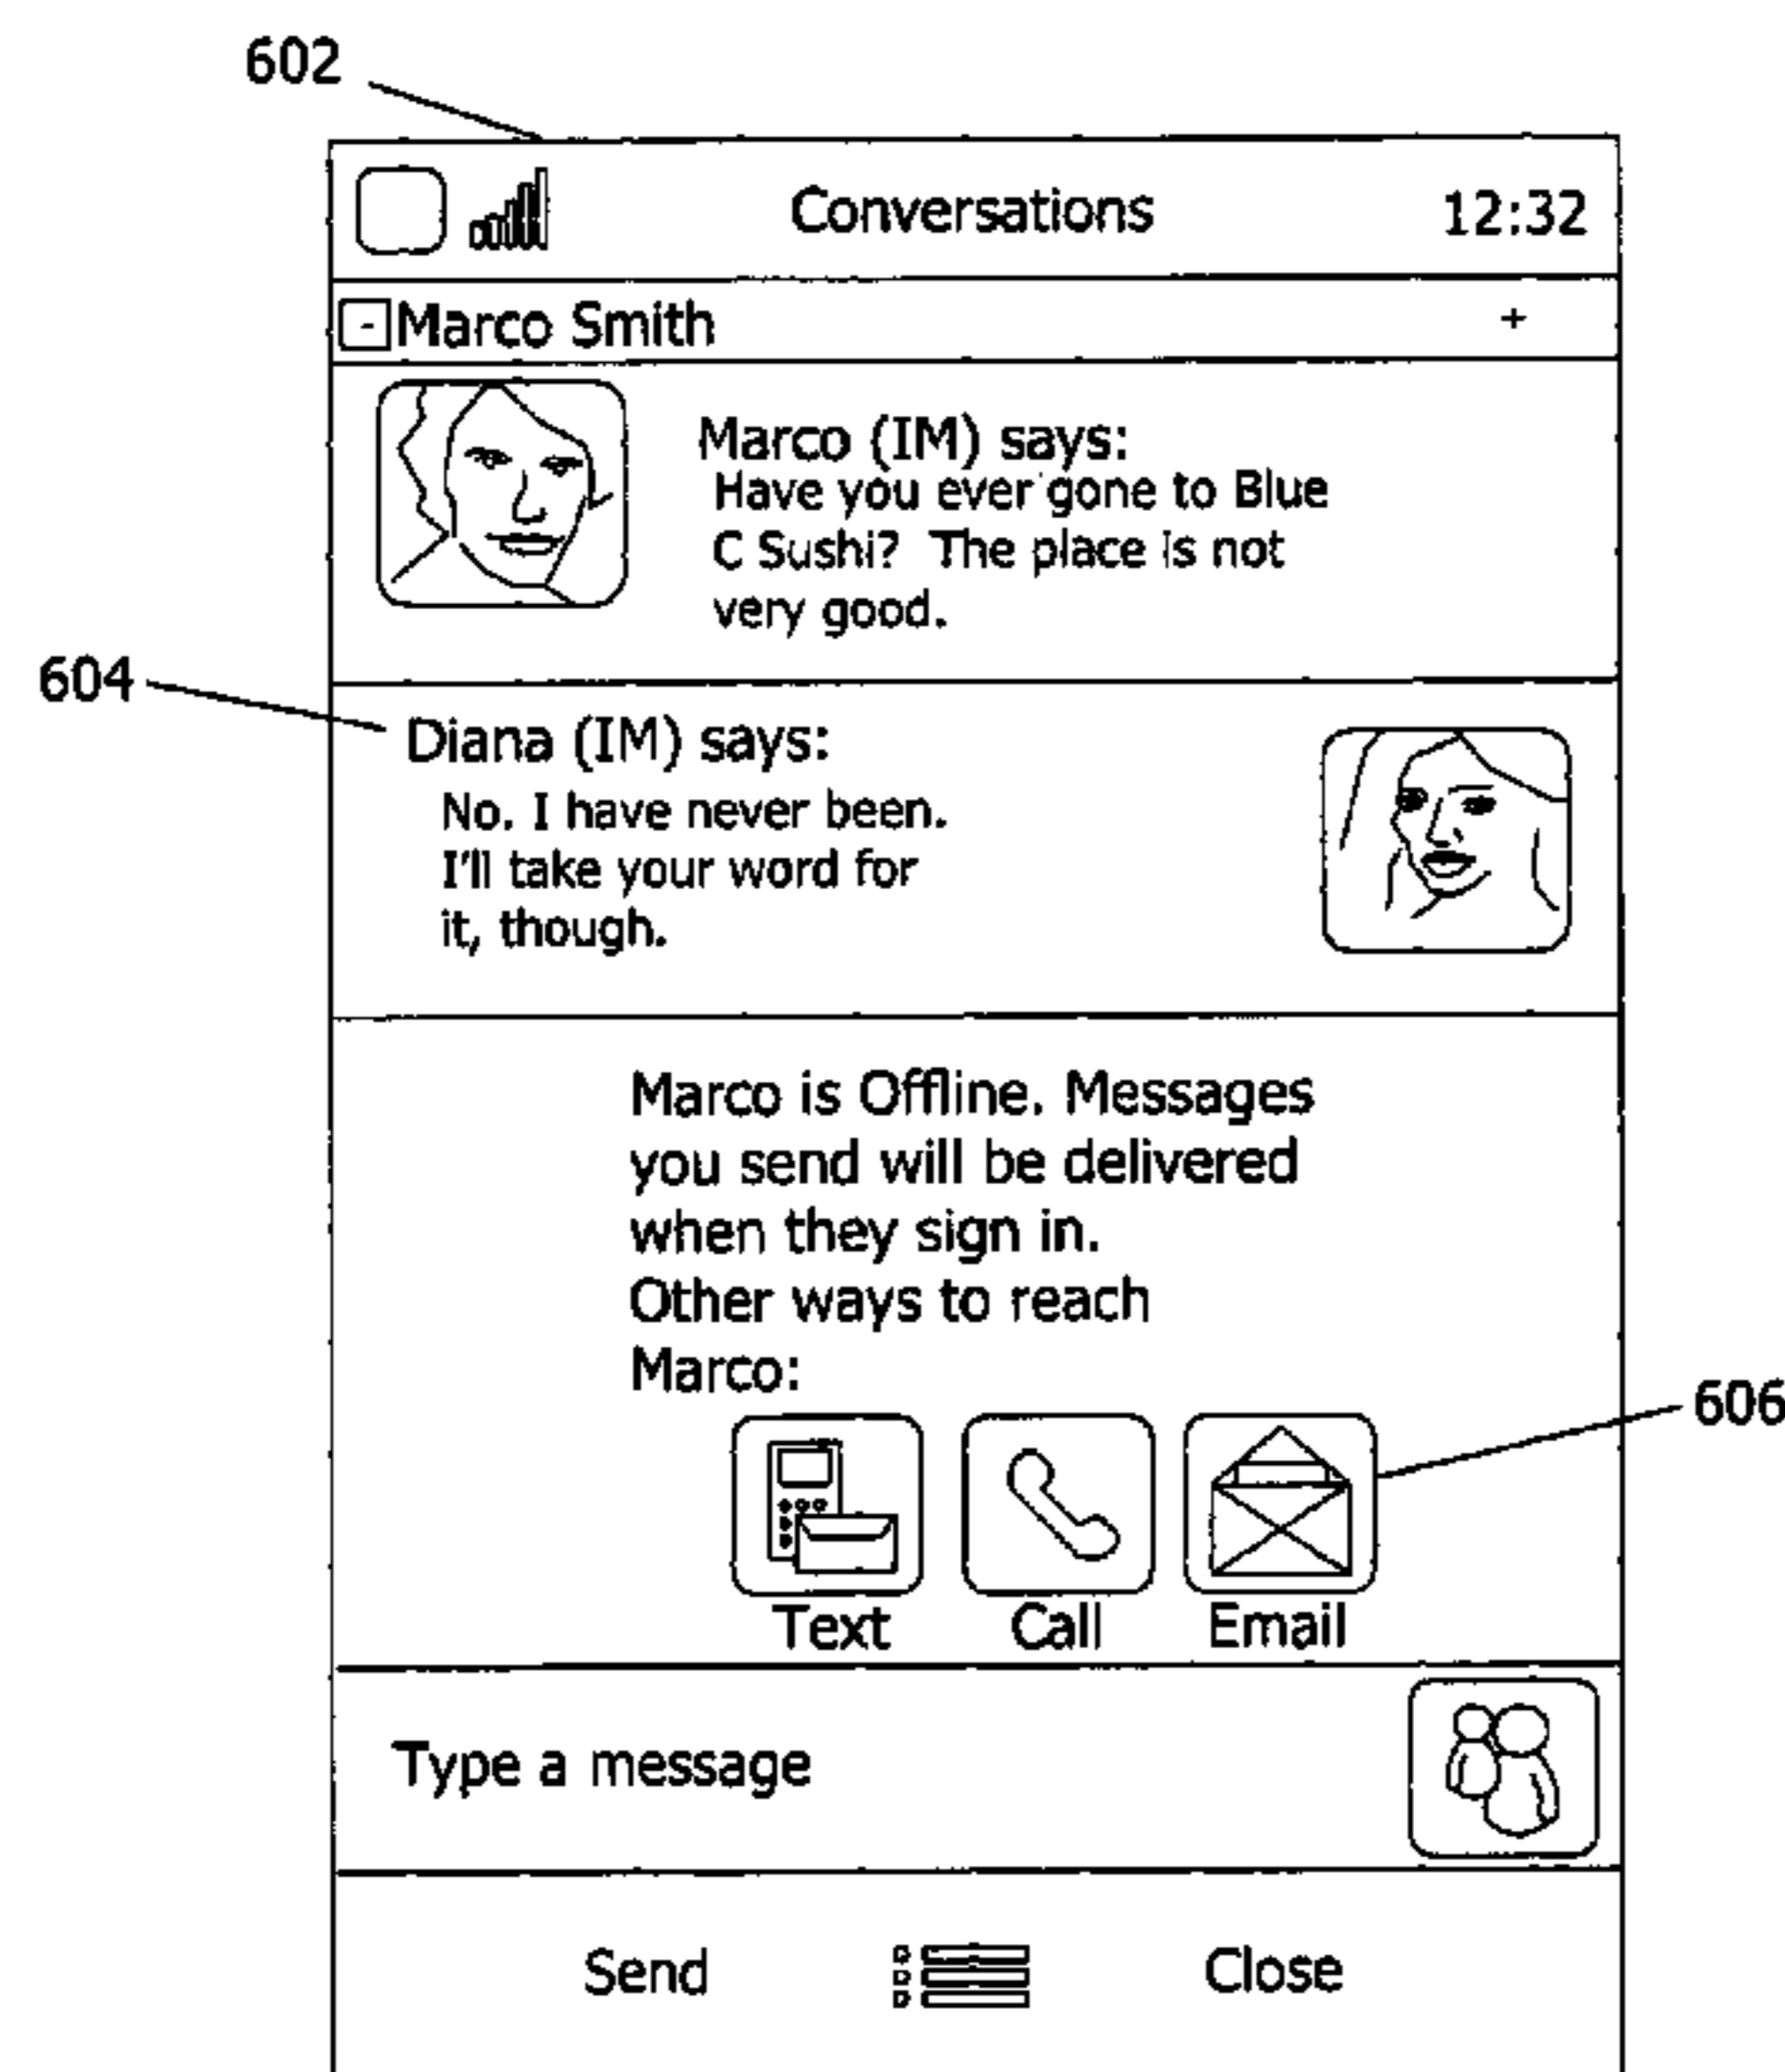 602
Conversations 12:32
- Marco Smith +
Marco (IM) says:
Have you ever gone to Blue
C Sushi? The place is not
very good.
604
Diana (IM) says:
No. I have never been.
I'll take your word for
it, though.
Marco is Offline. Messages
you send will be delivered
when they sign in.
Other ways to reach
Marco:
606
Text Call Email
Type a message
Send Close